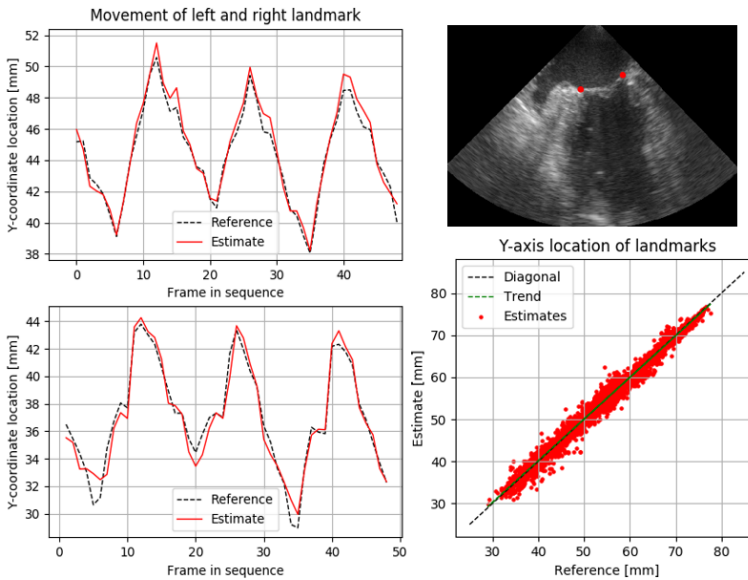 Movement of left and right landmark
52
50
48
46
44
42
40
38
Y-coordinate location [mm]
Reference
Estimate
0 10 20 30 40
Frame in sequence
44
42
40
38
36
34
32
30
Y-coordinate location [mm]
Reference
Estimate
0 10 20 30 40 50
Frame in sequence
Y-axis location of landmarks
Diagonal
Trend
Estimates
80
70
60
50
40
30
Estimate [mm]
30 40 50 60 70 80
Reference [mm]